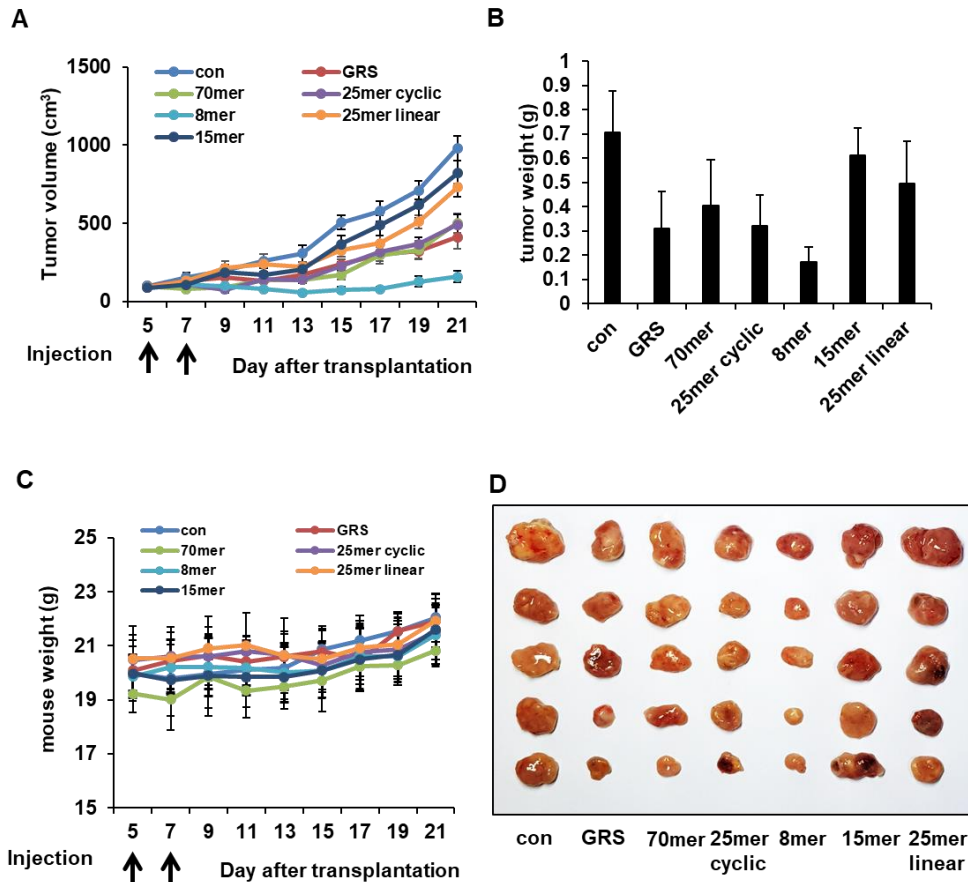 A
1500
1000
500
0
Tumor volume (cm³)
con
GRS
70mer
25mer cyclic
8mer
25mer linear
15mer
5 7 9 11 13 15 17 19 21
Injection
Day after transplantation
B
1
0.9
0.8
0.7
0.6
0.5
0.4
0.3
0.2
0.1
0
tumor weight (g)
con
GRS
70mer
25mer cyclic
8mer
15mer
25mer linear
C
25
23
21
19
17
15
mouse weight (g)
con
GRS
70mer
25mer cyclic
8mer
25mer linear
15mer
5 7 9 11 13 15 17 19 21
Injection
Day after transplantation
D
con GRS 70mer 25mer 8mer 15mer 25mer
cyclic linear